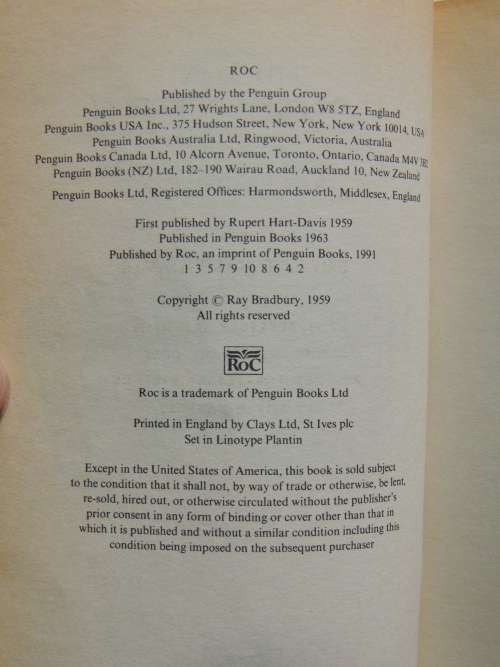 ROC
Published by the Penguin Group
Penguin Books Ltd, 27 Wrights Lane, London W8 5TZ, England
Penguin Books USA Inc., 375 Hudson Street, New York, New York 10014, USA
Penguin Books Australia Ltd, Ringwood, Victoria, Australia
Penguin Books Canada Ltd, 10 Alcorn Avenue, Toronto, Ontario, Canada M4V
Penguin Books (NZ) Ltd, 182–190 Wairau Road, Auckland 10, New Zealand
Penguin Books Ltd, Registered Offices: Harmondsworth, Middlesex, England
First published by Rupert Hart-Davis 1959
Published in Penguin Books 1963
Published by Roc, an imprint of Penguin Books, 1991
1 3 5 7 9 10 8 6 4 2
Copyright © Ray Bradbury, 1959
All rights reserved
ROC
Roc is a trademark of Penguin Books Ltd
Printed in England by Clays Ltd, St Ives plc
Set in Linotype Plantin
Except in the United States of America, this book is sold subject
to the condition that it shall not, by way of trade or otherwise, be lent,
re-sold, hired out, or otherwise circulated without the publisher's
prior consent in any form of binding or cover other than that in
which it is published and without a similar condition including this
condition being imposed on the subsequent purchaser